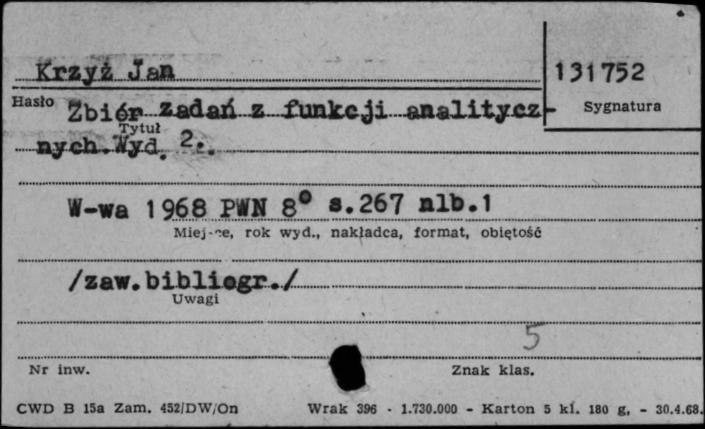 Krzyż Jan
131752
Hasło
Sygnatura
Zbiór zadań z funkcji analitycz-
Tytuł
nych. Wyd. 2.
W-wa 1968 PWN 8° s.267 nlb.1
Miejsce, rok wyd., nakładca, format, objętość
/zaw.bibliogr./
Uwagi
5
Nr inw.
Znak klas.
CWD B 15a Zam. 452/DW/On Wrak 396 - 1.730.000 - Karton 5 kl. 180 g, - 30.4.68.